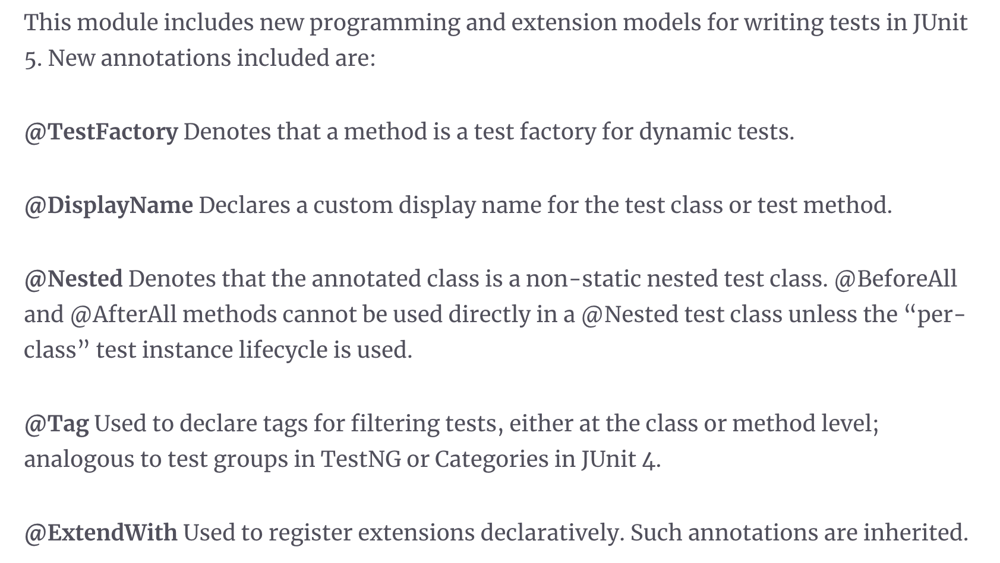 This module includes new programming and extension models for writing tests in JUnit
5. New annotations included are:
@TestFactory Denotes that a method is a test factory for dynamic tests.
@DisplayName Declares a custom display name for the test class or test method.
@Nested Denotes that the annotated class is a non-static nested test class. @BeforeAll
and @AfterAll methods cannot be used directly in a @Nested test class unless the “per-
class” test instance lifecycle is used.
@Tag Used to declare tags for filtering tests, either at the class or method level;
analogous to test groups in TestNG or Categories in JUnit 4.
@ExtendWith Used to register extensions declaratively. Such annotations are inherited.